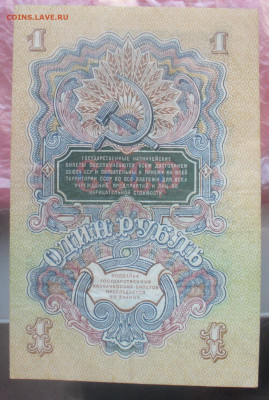 COINS.LAVE.RU
1 1
ГОСУДАРСТВЕННЫЕ КАЗНАЧЕЙСКИЕ
БИЛЕТЫ ОБЕСПЕЧИВАЮТСЯ ВСЕМ ДОСТОЯНИЕМ
СОЮЗА ССР И ОБЯЗАТЕЛЬНЫ К ПРИЕМУ НА ВСЕЙ
ТЕРРИТОРИИ СССР ВО ВСЕ ПЛАТЕЖИ ДЛЯ ВСЕХ
УЧРЕЖДЕНИЙ, ПРЕДПРИЯТИЙ И ЛИЦ ПО
НАРИЦАТЕЛЬНОЙ СТОИМОСТИ
ОДИН РУБЛЬ
ПОДДЕЛКА
ГОСУДАРСТВЕННЫХ
КАЗНАЧЕЙСКИХ БИЛЕТОВ
ПРЕСЛЕДУЕТСЯ
ПО ЗАКОНУ
1 1